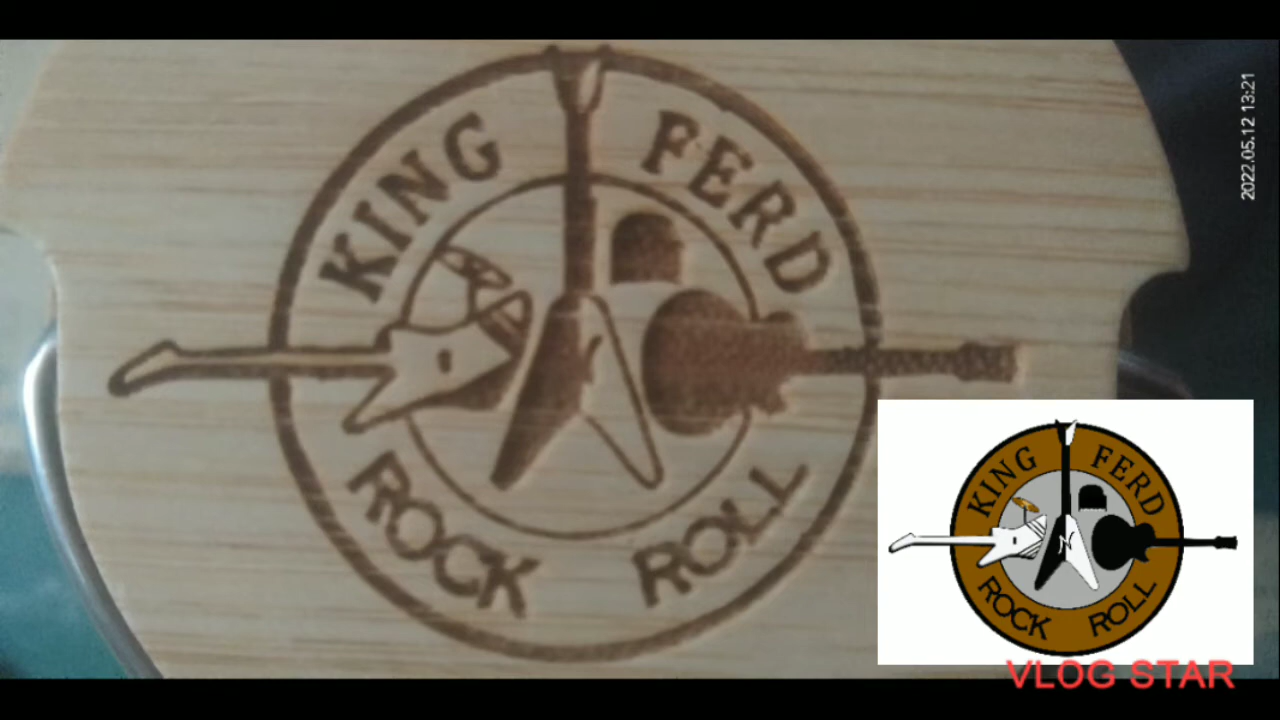 KING FERD
ROCK ROLL
2022.05.12 13:21
KING FERD
ROCK ROLL
VLOG STAR